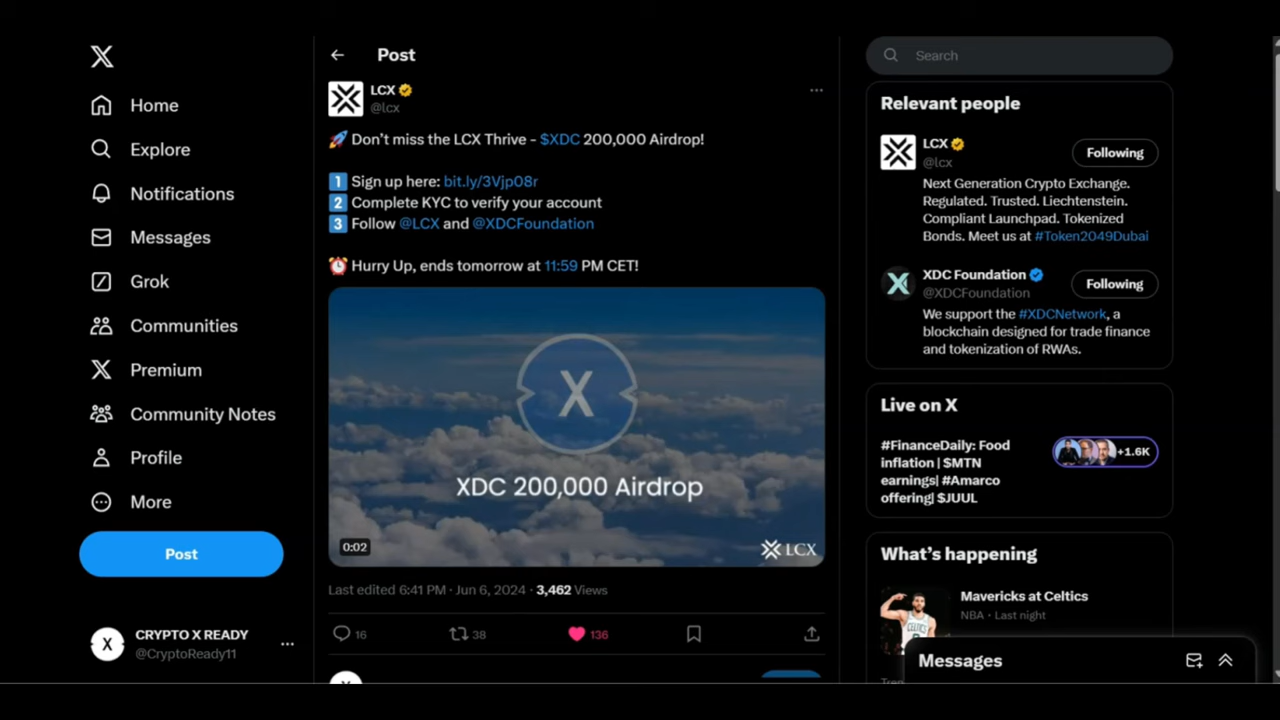 Home
Explore
Notifications
Messages
Grok
Communities
Premium
Community Notes
Profile
More
Post
CRYPTO X READY
@CryptoReady11
Post
LCX
@lcx
🚀 Don't miss the LCX Thrive - $XDC 200,000 Airdrop!
1 Sign up here: bit.ly/3Vjp08r
2 Complete KYC to verify your account
3 Follow @LCX and @XDCFoundation
⏰ Hurry Up, ends tomorrow at 11:59 PM CET!
X
XDC 200,000 Airdrop
0:02
LCX
Last edited 6:41 PM · Jun 6, 2024 · 3,462 Views
16 38 136
Search
Relevant people
LCX
@lcx
Following
Next Generation Crypto Exchange.
Regulated. Trusted. Liechtenstein.
Compliant Launchpad. Tokenized
Bonds. Meet us at #Token2049Dubai
XDC Foundation
@XDCFoundation
Following
We support the #XDCNetwork, a
blockchain designed for trade finance
and tokenization of RWAs.
Live on X
#FinanceDaily: Food
inflation | $MTN
earnings| #Amarco
offering| $JUUL
+1.6K
What's happening
Mavericks at Celtics
NBA · Last night
Messages